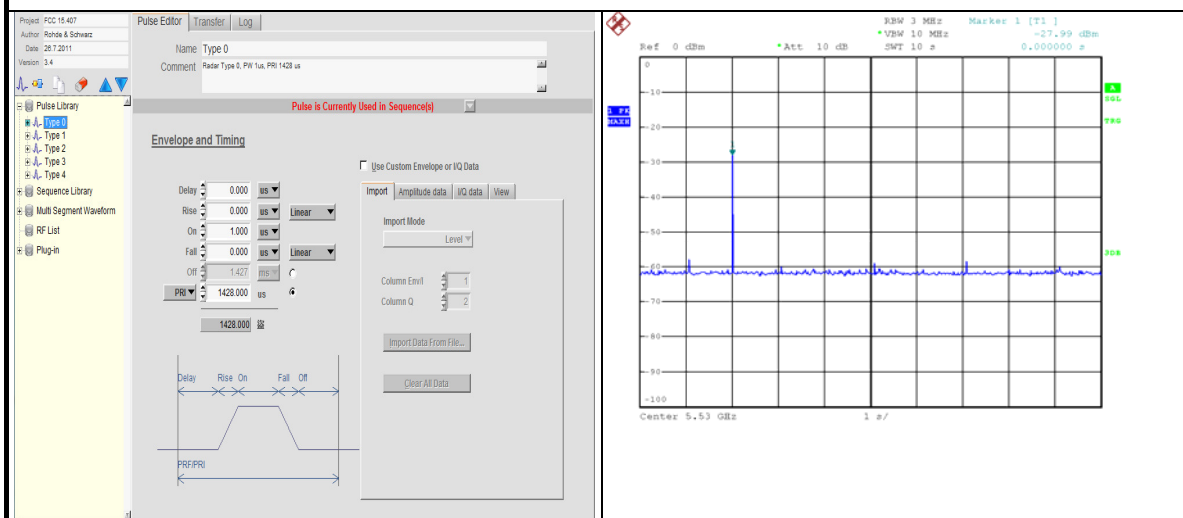 Project FCC 15.407
Author Rohde & Schwarz
Date 26.7.2011
Version 3.4
Pulse Library
Type 0
Type 1
Type 2
Type 3
Type 4
Sequence Library
Multi Segment Waveform
RF List
Plug-in
Pulse Editor Transfer Log
Name Type 0
Comment Radar Type 0, PW 1us, PRI 1428 us
Pulse is Currently Used in Sequence(s)
Envelope and Timing
Use Custom Envelope or I/Q Data
Delay 0.000 us
Rise 0.000 us Linear
On 1.000 us
Fall 0.000 us Linear
Off 1.427 ms
PRI 1428.000 us
1428.000
Import Amplitude data I/Q data View
Import Mode
Level
Column Env/I 1
Column Q 2
Import Data From File...
Clear All Data
Delay Rise On Fall Off
PRF/PRI
RBW 3 MHz Marker 1 [T1 ]
*VBW 10 MHz -27.99 dBm
Ref 0 dBm *Att 10 dB SWT 10 s 0.000000 s
0
-10
-20
-30
-40
-50
-60
-70
-80
-90
-100
1 PK
MAXH
A
SGL
TRG
3DB
Center 5.53 GHz 1 s/